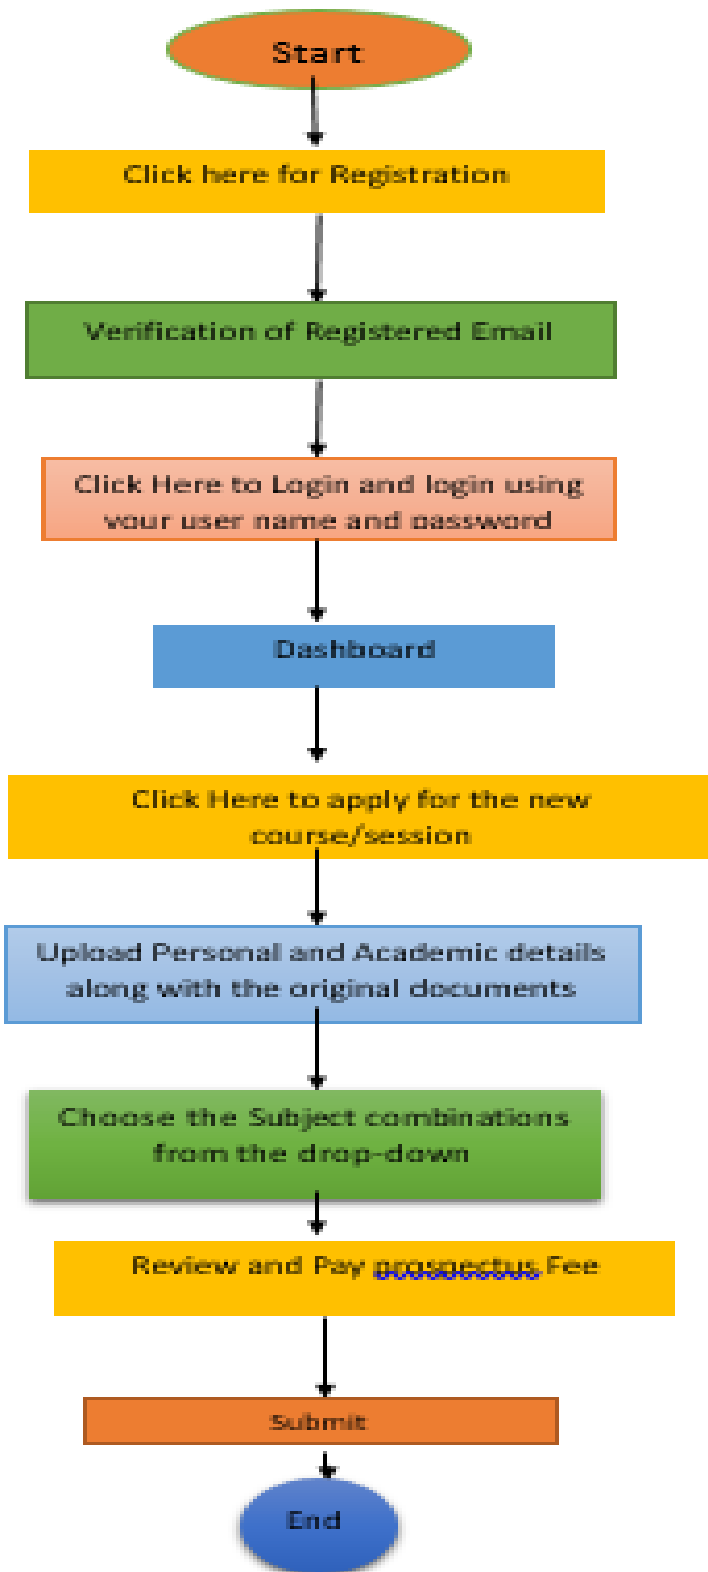 Start
Click here for Registration
Verification of Registered Email
Click Here to Login and login using
your user name and password
Dashboard
Click Here to apply for the new
course/session
Upload Personal and Academic details
along with the original documents
Choose the Subject combinations
from the drop-down
Review and Pay prospectus Fee
Submit
End